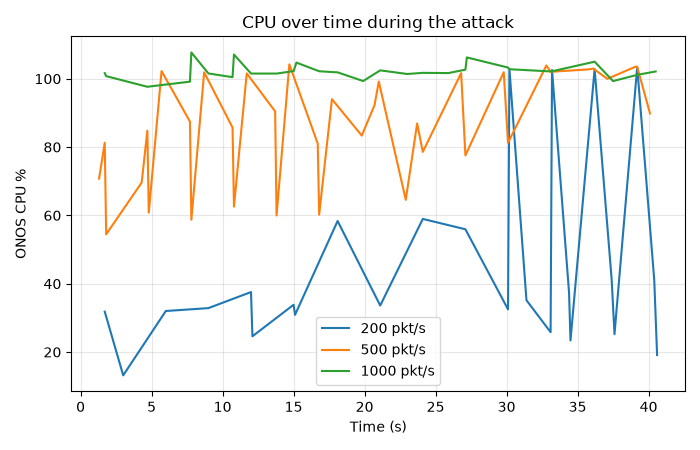 CPU over time during the attack
ONOS CPU %
100
80
60
40
20
200 pkt/s
500 pkt/s
1000 pkt/s
0 5 10 15 20 25 30 35 40
Time (s)